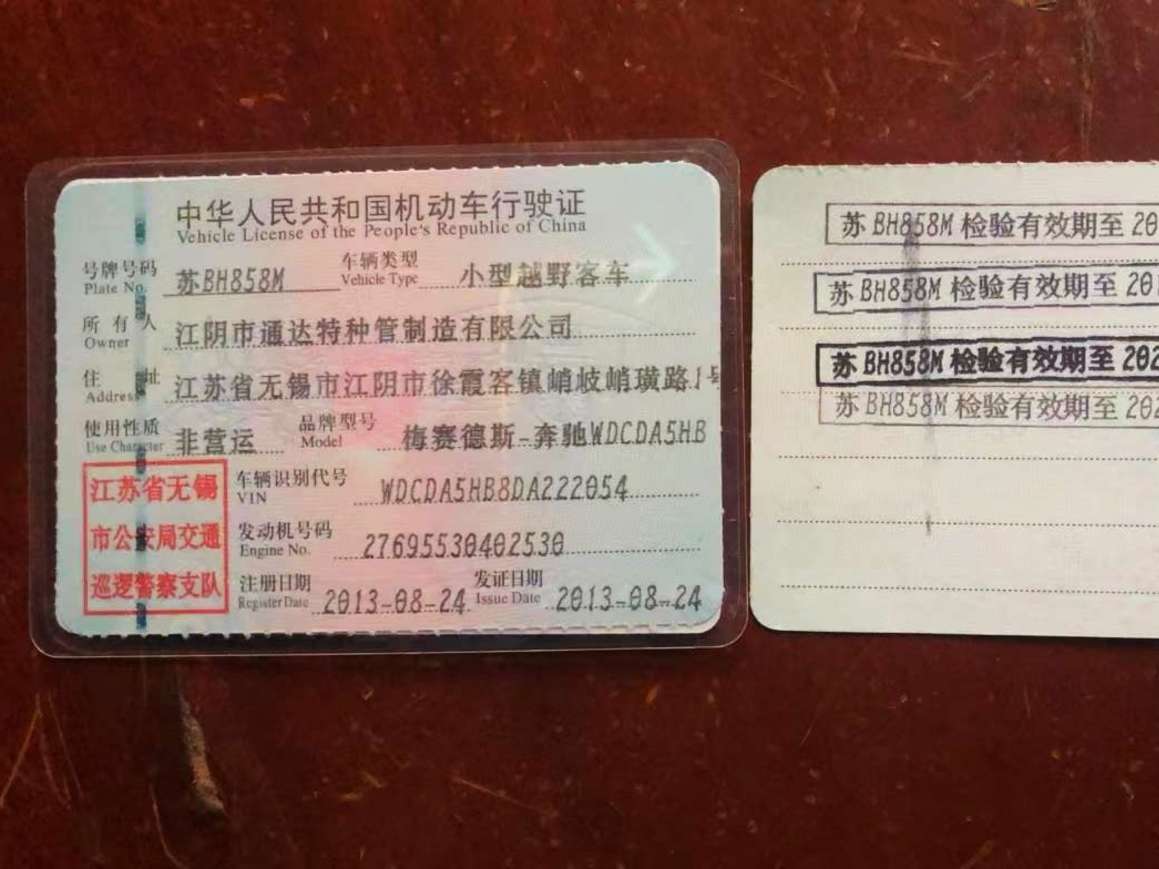 中华人民共和国机动车行驶证
Vehicle License of the People's Republic of China
号牌号码 苏BH858M 车辆类型 小型越野客车
Plate No. Vehicle Type
所有人 江阴市通达特种管制造有限公司
Owner
住址 江苏省无锡市江阴市徐霞客镇峭岐峭璜路1号
Address
使用性质 非营运 品牌型号 梅赛德斯-奔驰WDCDA5HB
Use Character Model
江苏省无锡
市公安局交通
巡逻警察支队
车辆识别代号 WDCDA5HB8DA222054
VIN
发动机号码 27695530402530
Engine No.
注册日期 2013-08-24 发证日期 2013-08-24
Register Date Issue Date
苏BH858M 检验有效期至 20
苏BH858M 检验有效期至 201
苏BH858M 检验有效期至 202
苏BH858M 检验有效期至 202